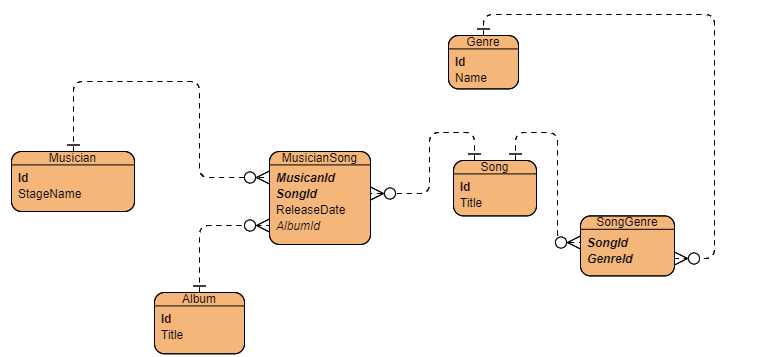 Genre
Id
Name
Musician
Id
StageName
MusicianSong
MusicanId
SongId
ReleaseDate
AlbumId
Song
Id
Title
SongGenre
SongId
GenreId
Album
Id
Title